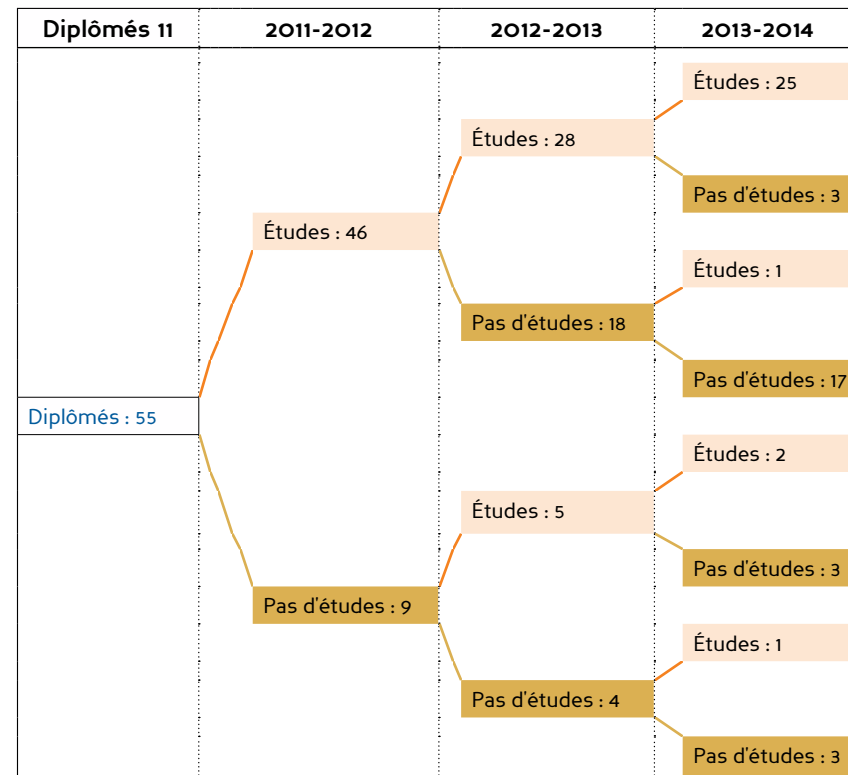 Diplômés 11 2011-2012 2012-2013 2013-2014
Études : 25
Études : 28
Pas d'études : 3
Études : 46
Études : 1
Pas d'études : 18
Pas d'études : 17
Diplômés : 55
Études : 2
Études : 5
Pas d'études : 3
Pas d'études : 9
Études : 1
Pas d'études : 4
Pas d'études : 3